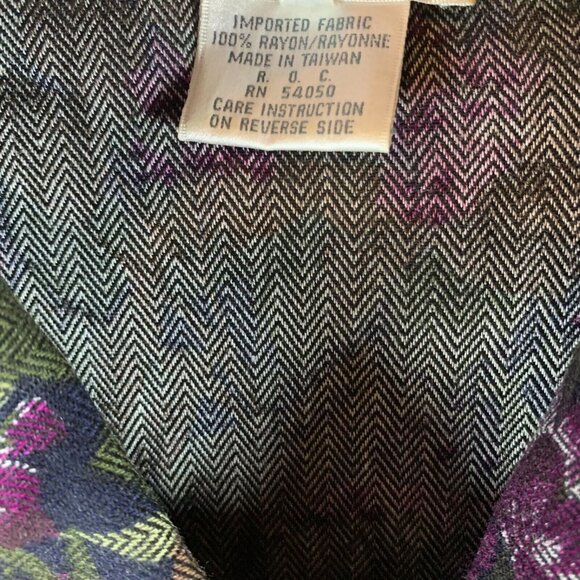 IMPORTED FABRIC
100% RAYON/RAYONNE
MADE IN TAIWAN
R. O. C.
RN 54050
CARE INSTRUCTION
ON REVERSE SIDE